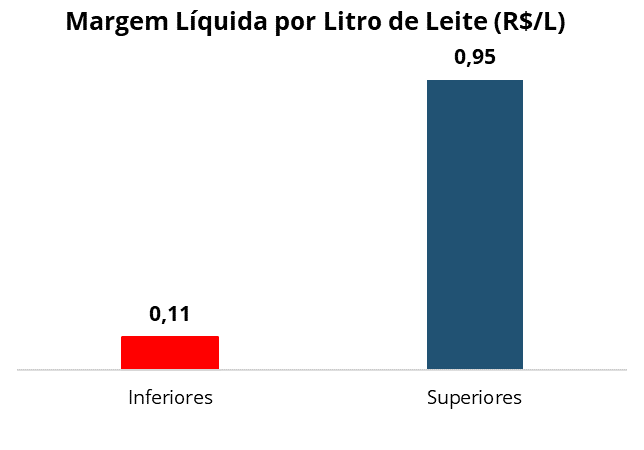 Margem Líquida por Litro de Leite (R$/L)
0,95
0,11
Inferiores
Superiores